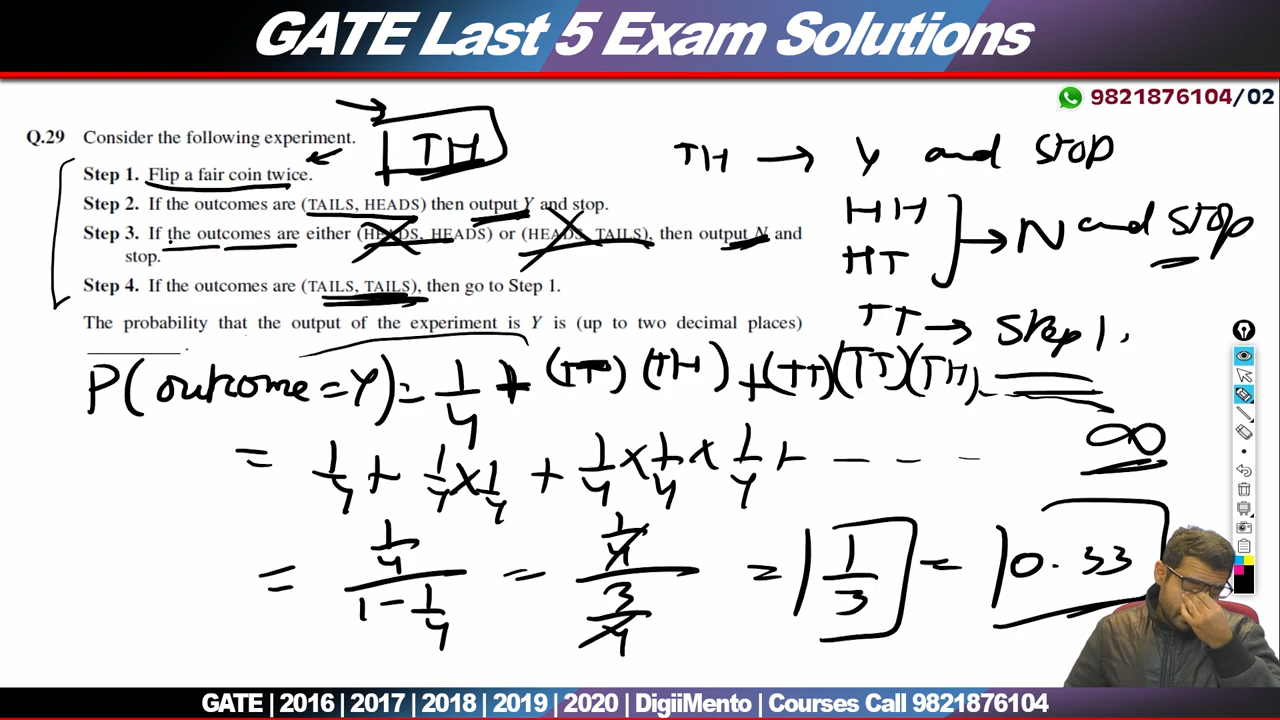 GATE Last 5 Exam Solutions
9821876104/02
Q.29 Consider the following experiment.
Step 1. Flip a fair coin twice.
Step 2. If the outcomes are (TAILS, HEADS) then output Y and stop.
Step 3. If the outcomes are either (HEADS, HEADS) or (HEADS, TAILS), then output N and
stop.
Step 4. If the outcomes are (TAILS, TAILS), then go to Step 1.
The probability that the output of the experiment is Y is (up to two decimal places)
.
TH
TH → Y and stop
HH
HT
→ N and stop
TT → Step 1.
P(outcome=Y) = 1/4 + (TT)(TH) + (TT)(TT)(TH) - ∞
= 1/4 + 1/4 × 1/4 + 1/4 × 1/4 × 1/4 + - - - -
= 1/4 / 1 - 1/4 = 1/4 / 3/4 = 1/3 = 0.33
GATE | 2016 | 2017 | 2018 | 2019 | 2020 | DigiiMento | Courses Call 9821876104